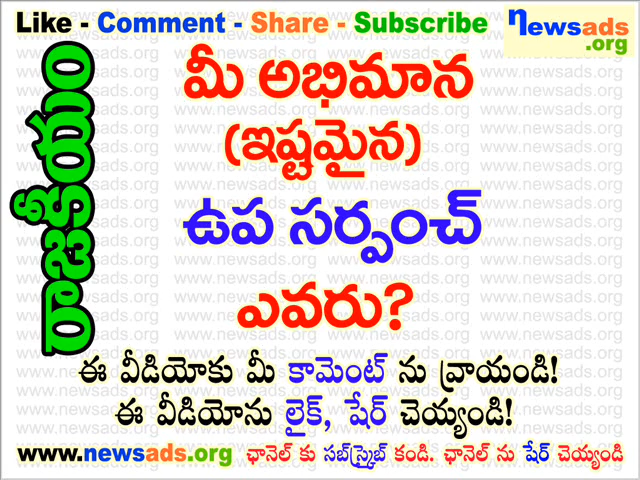 Like - Comment - Share - Subscribe
newsads
.org
రాజకీయం
మీ అభిమాన
(ఇష్టమైన)
ఉప సర్పంచ్
ఎవరు?
ఈ వీడియోకు మీ కామెంట్ ను వ్రాయండి!
ఈ వీడియోను లైక్, షేర్ చెయ్యండి!
www.newsads.org ఛానెల్ కు సబ్‌స్క్రైబ్ కండి. ఛానెల్ ను షేర్ చెయ్యండి